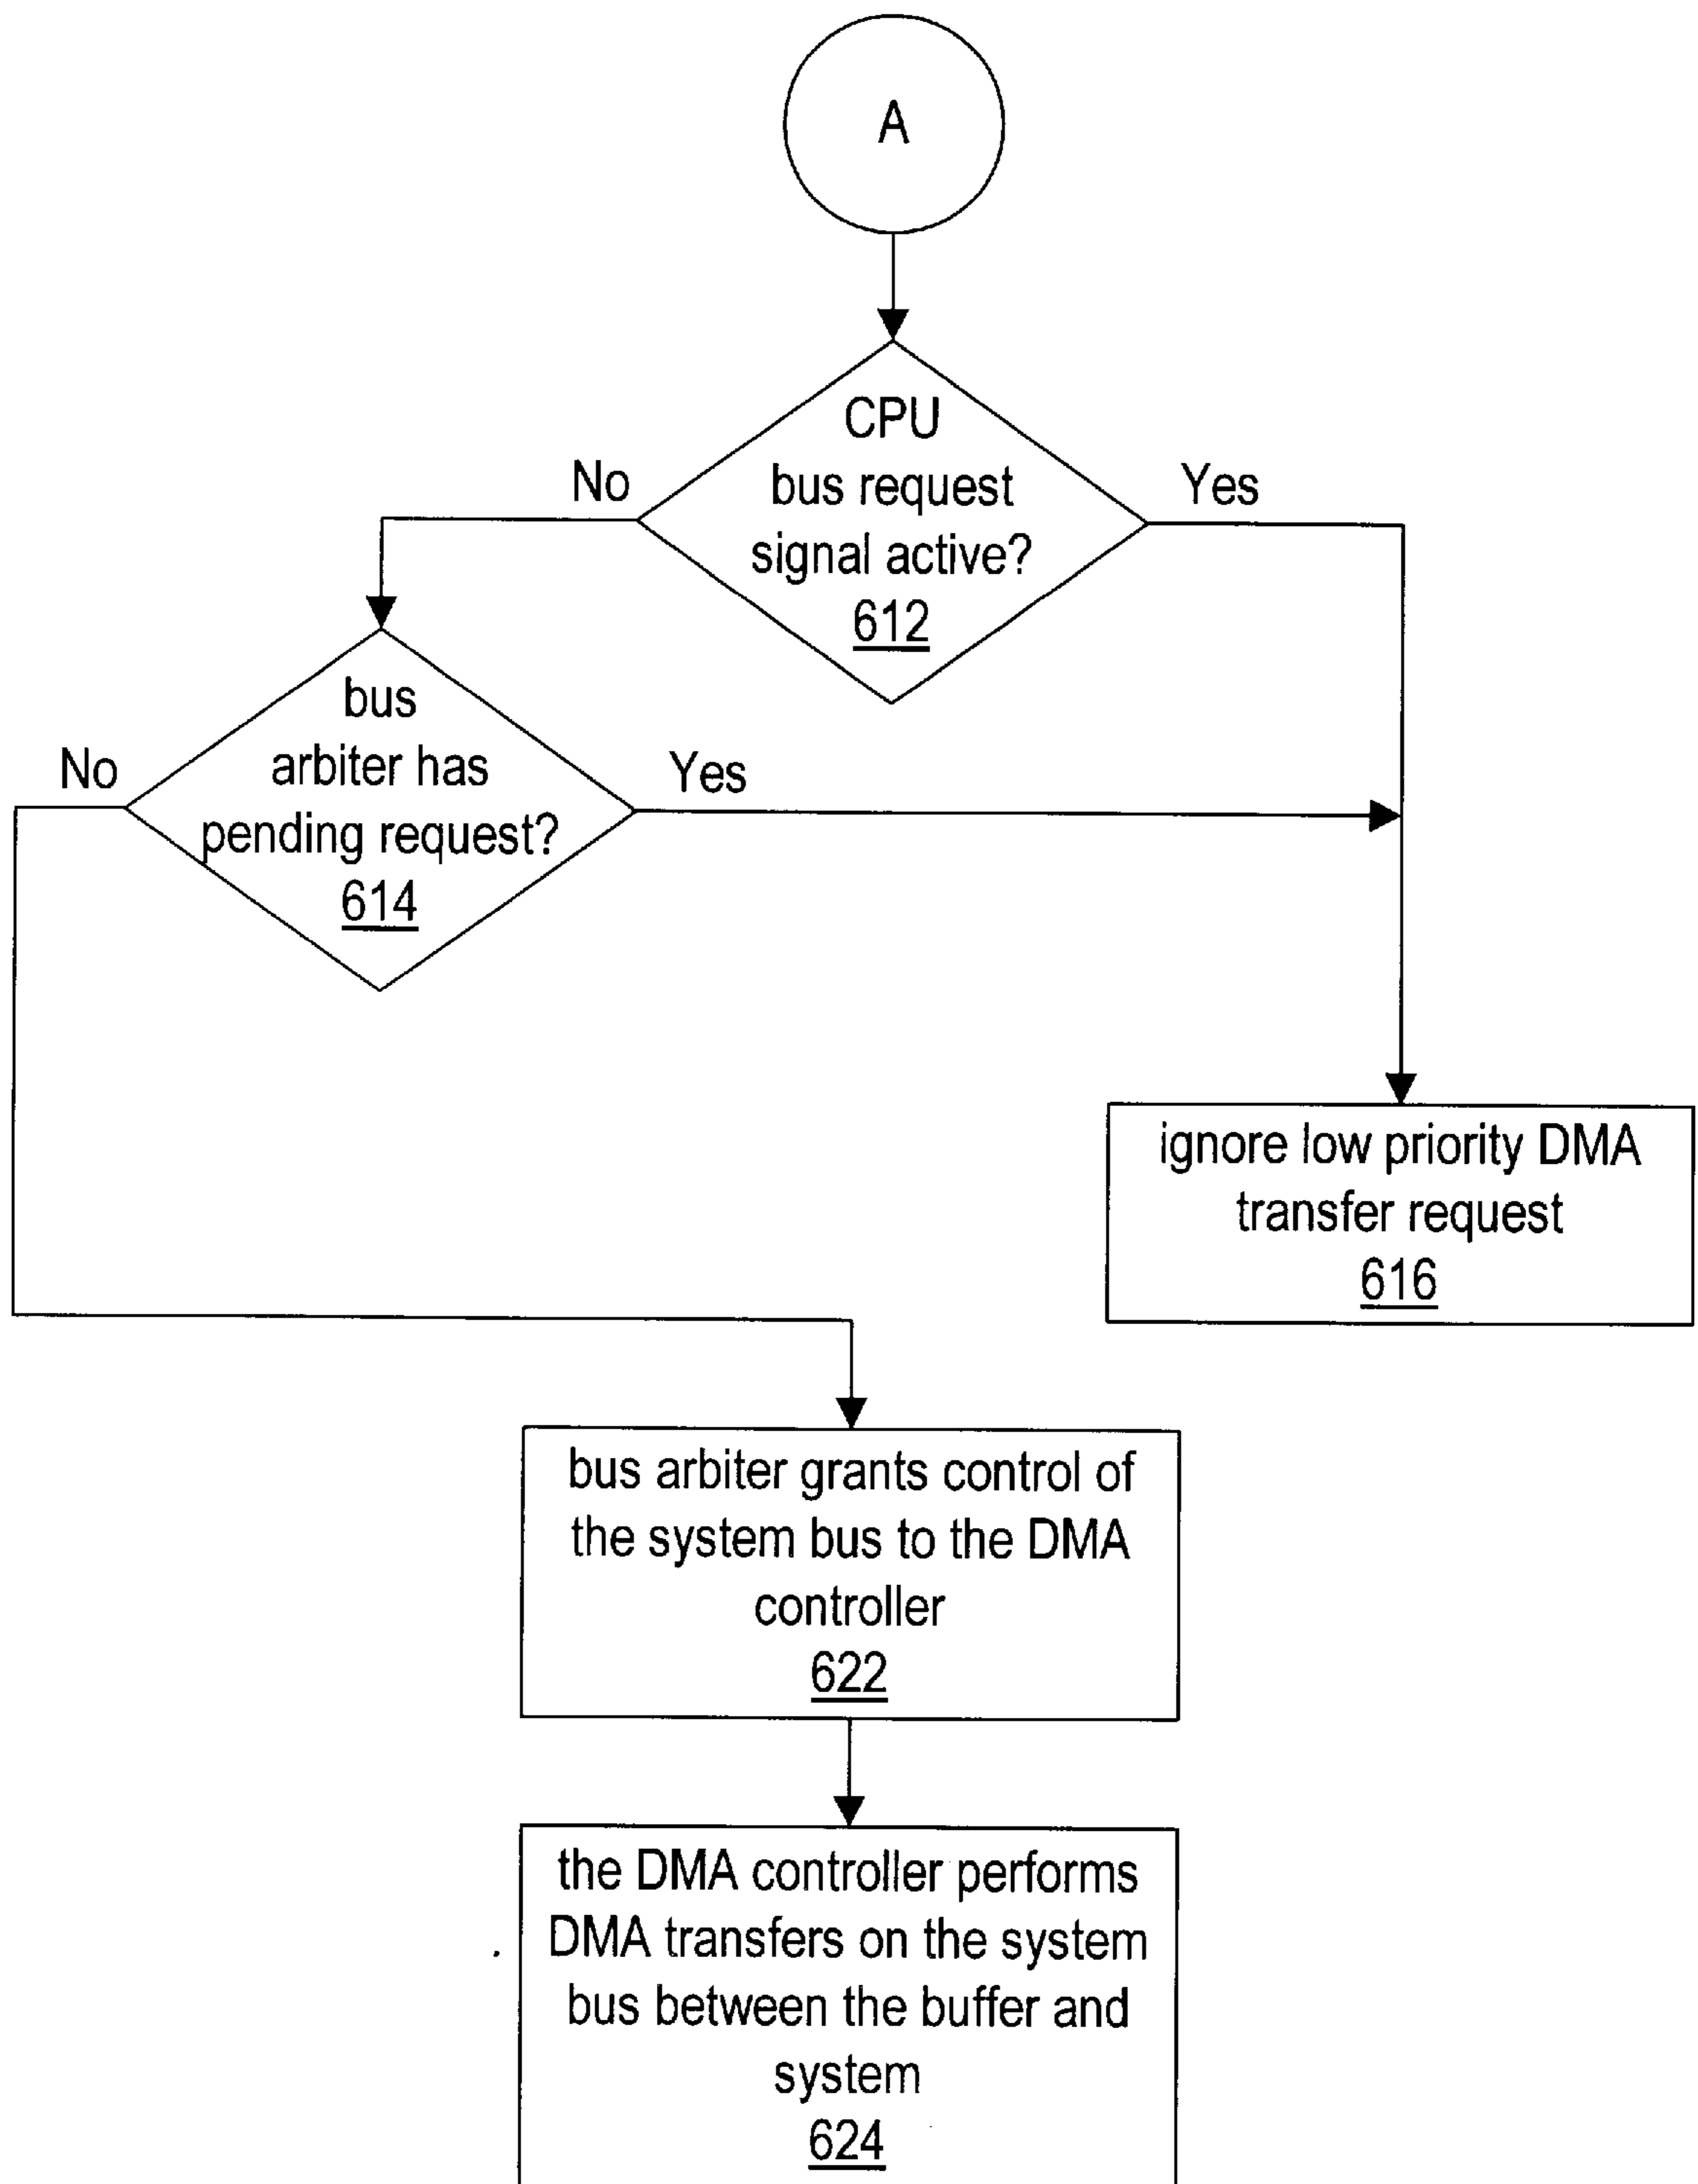 A
CPU
bus request
signal active?
612
No
Yes
bus
arbiter has
pending request?
614
No
Yes
ignore low priority DMA
transfer request
616
bus arbiter grants control of
the system bus to the DMA
controller
622
the DMA controller performs
DMA transfers on the system
bus between the buffer and
system
624